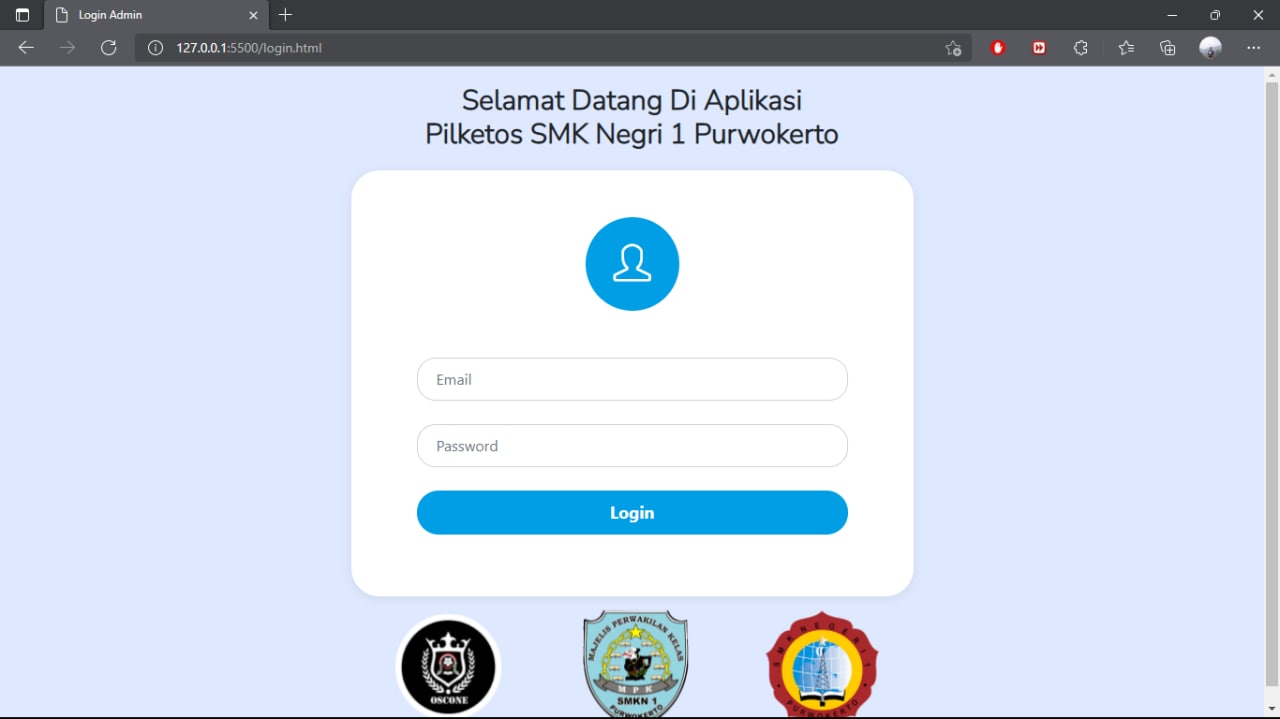 Login Admin
127.0.0.1:5500/login.html
Selamat Datang Di Aplikasi
Pilketos SMK Negri 1 Purwokerto
Email
Password
Login
OSCONE
MAJELIS PERWAKILAN KELAS
MPK
SMKN 1
PURWOKERTO
SMK NEGERI 1
PURWOKERTO